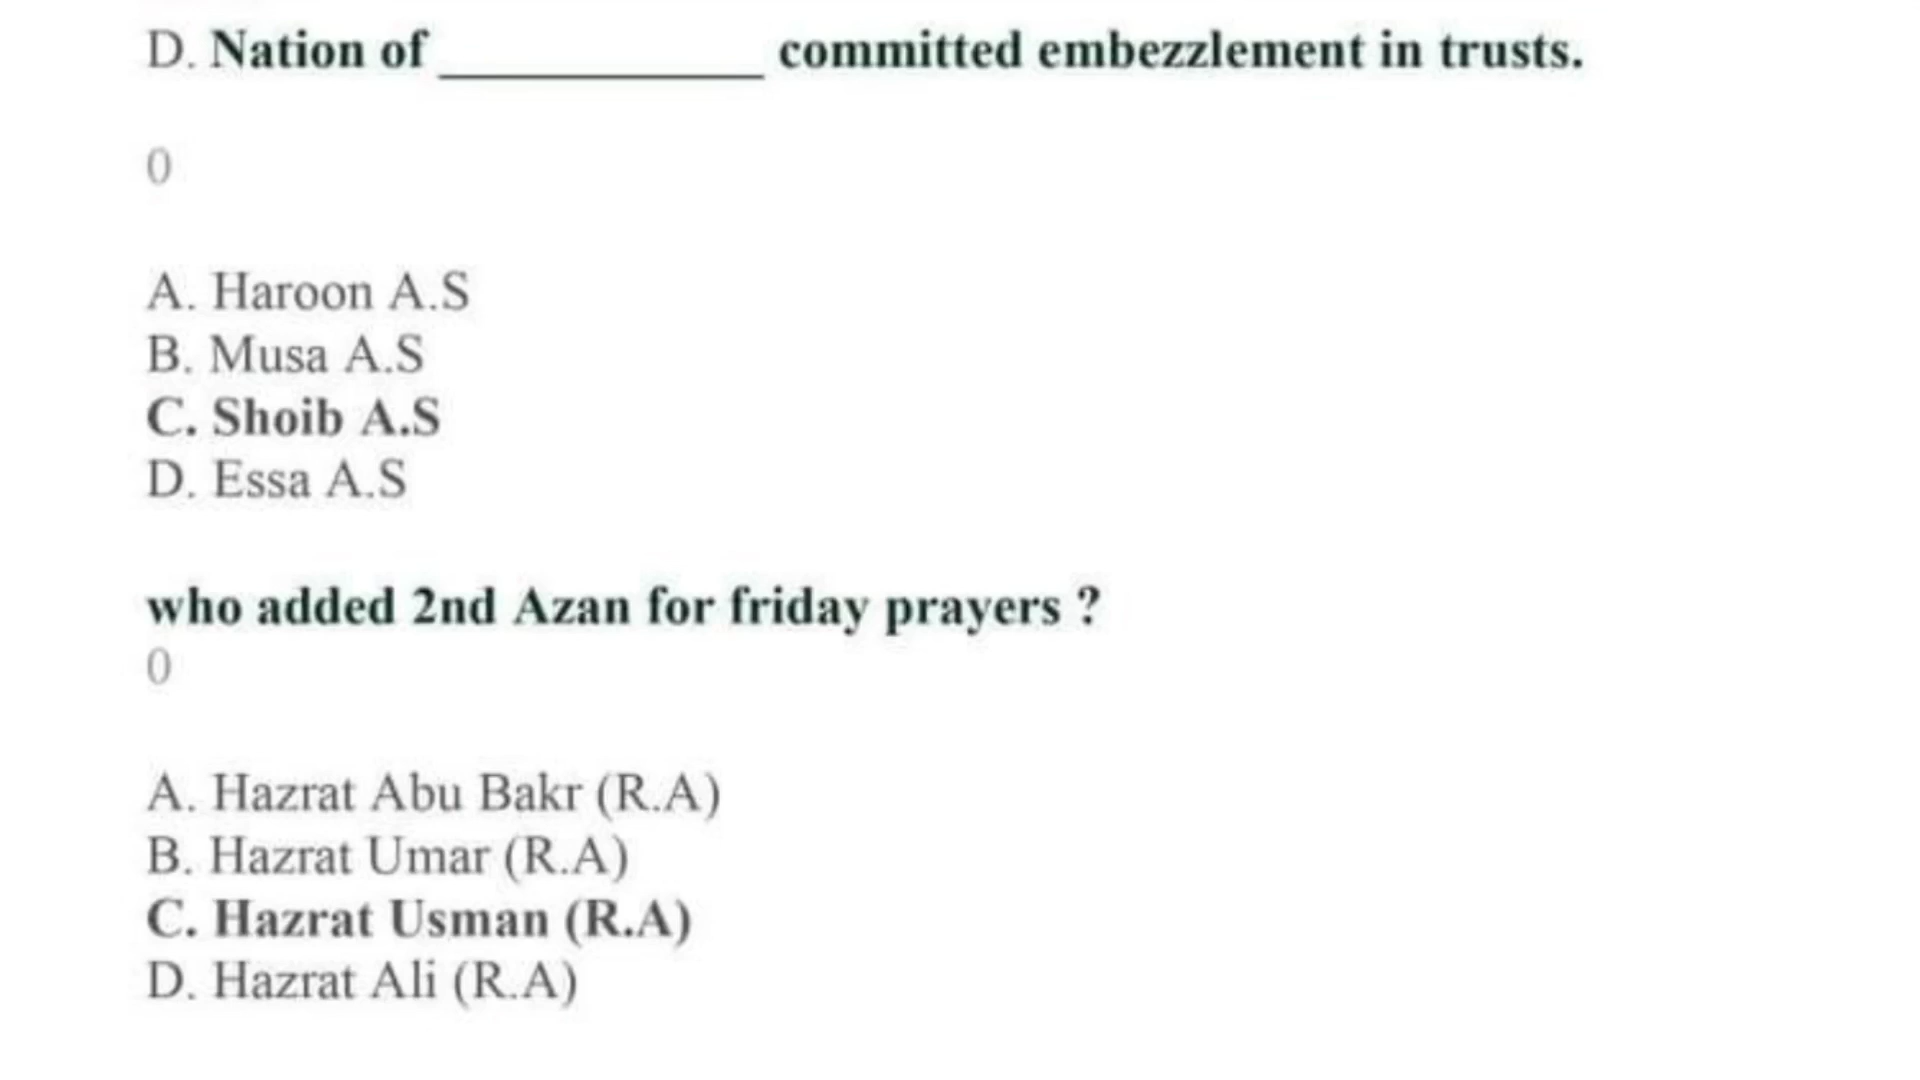 D. Nation of ____________ committed embezzlement in trusts.
0
A. Haroon A.S
B. Musa A.S
C. Shoib A.S
D. Essa A.S
who added 2nd Azan for friday prayers ?
0
A. Hazrat Abu Bakr (R.A)
B. Hazrat Umar (R.A)
C. Hazrat Usman (R.A)
D. Hazrat Ali (R.A)